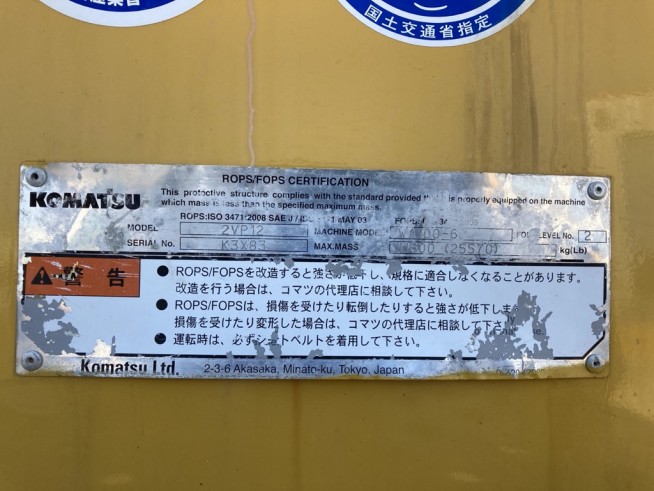 国土交通省指定
ROPS/FOPS CERTIFICATION
KOMATSU
This protective structure complies with the standard provided is properly equipped on the machine
which mass is less than the specified maximum mass.
ROPS:ISO 3471:2008 SAE MAY 03
MODEL 2VP12 MACHINE MODEL LEVEL No. 2
SERIAL No. K3X83 MAX.MASS (25570) kg(Lb)
警告
● ROPS/FOPSを改造すると強さが低下し、規格に適合しなくなることがあります。
改造を行う場合は、コマツの代理店に相談して下さい。
● ROPS/FOPSは、損傷を受けたり転倒したりすると強さが低下しま
損傷を受けたり変形した場合は、コマツの代理店に相談して下さい。
● 運転時は、必ずシートベルトを着用して下さい。
Komatsu Ltd. 2-3-6 Akasaka, Minato-ku, Tokyo, Japan